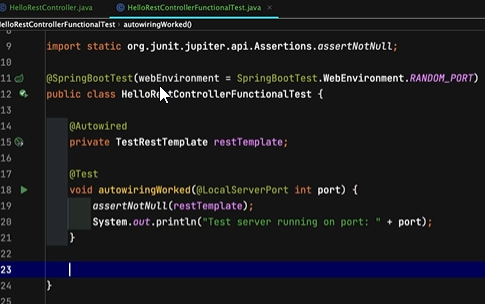 HelloRestController.java HelloRestControllerFunctionalTest.java
HelloRestControllerFunctionalTest autowiringWorked()
9 import static org.junit.jupiter.api.Assertions.assertNotNull;
10
11 @SpringBootTest(webEnvironment = SpringBootTest.WebEnvironment.RANDOM_PORT)
12 public class HelloRestControllerFunctionalTest {
13
14 @Autowired
15 private TestRestTemplate restTemplate;
16
17 @Test
18 void autowiringWorked(@LocalServerPort int port) {
19 assertNotNull(restTemplate);
20 System.out.println("Test server running on port: " + port);
21 }
22
23
24 }
25